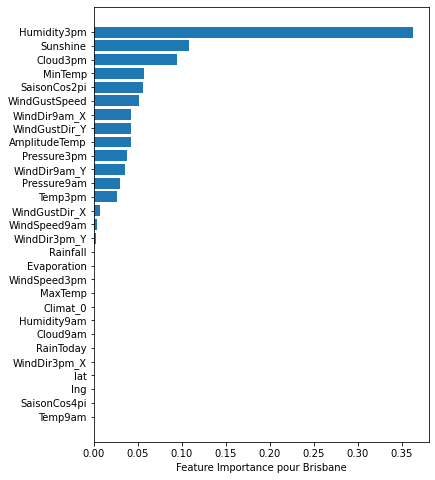 Humidity3pm
Sunshine
Cloud3pm
MinTemp
SaisonCos2pi
WindGustSpeed
WindDir9am_X
WindGustDir_Y
AmplitudeTemp
Pressure3pm
WindDir9am_Y
Pressure9am
Temp3pm
WindGustDir_X
WindSpeed9am
WindDir3pm_Y
Rainfall
Evaporation
WindSpeed3pm
MaxTemp
Climat_0
Humidity9am
Cloud9am
RainToday
WindDir3pm_X
lat
lng
SaisonCos4pi
Temp9am
0.00 0.05 0.10 0.15 0.20 0.25 0.30 0.35
Feature Importance pour Brisbane